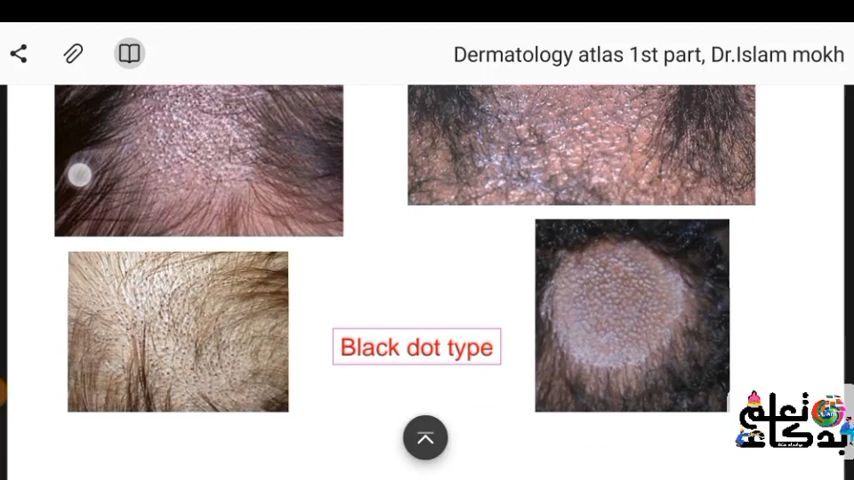 Dermatology atlas 1st part, Dr.Islam mokh
Black dot type
تعلم
بذكاء